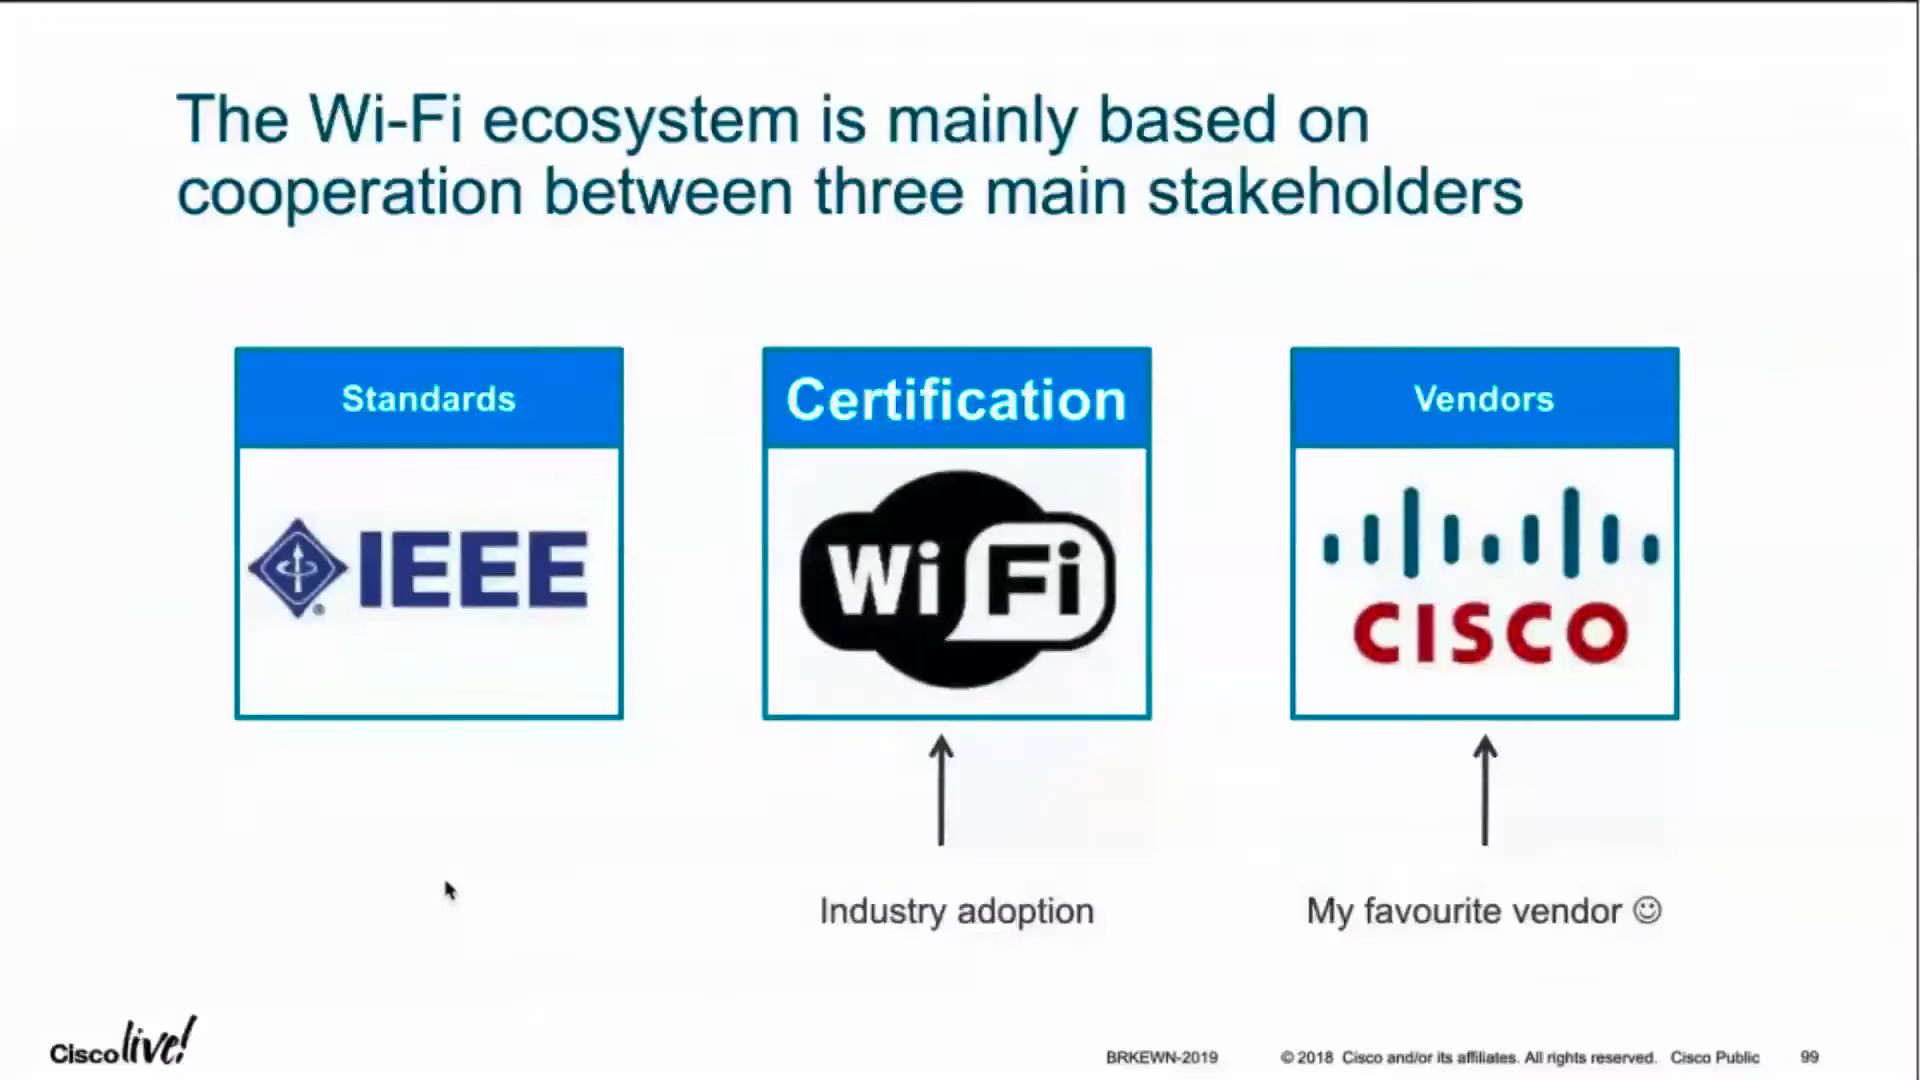 The Wi-Fi ecosystem is mainly based on
cooperation between three main stakeholders
Standards
Certification
Vendors
IEEE
Wi Fi
CISCO
Industry adoption
My favourite vendor ☺
Cisco live!
BRKEWN-2019
© 2018 Cisco and/or its affiliates. All rights reserved. Cisco Public
99